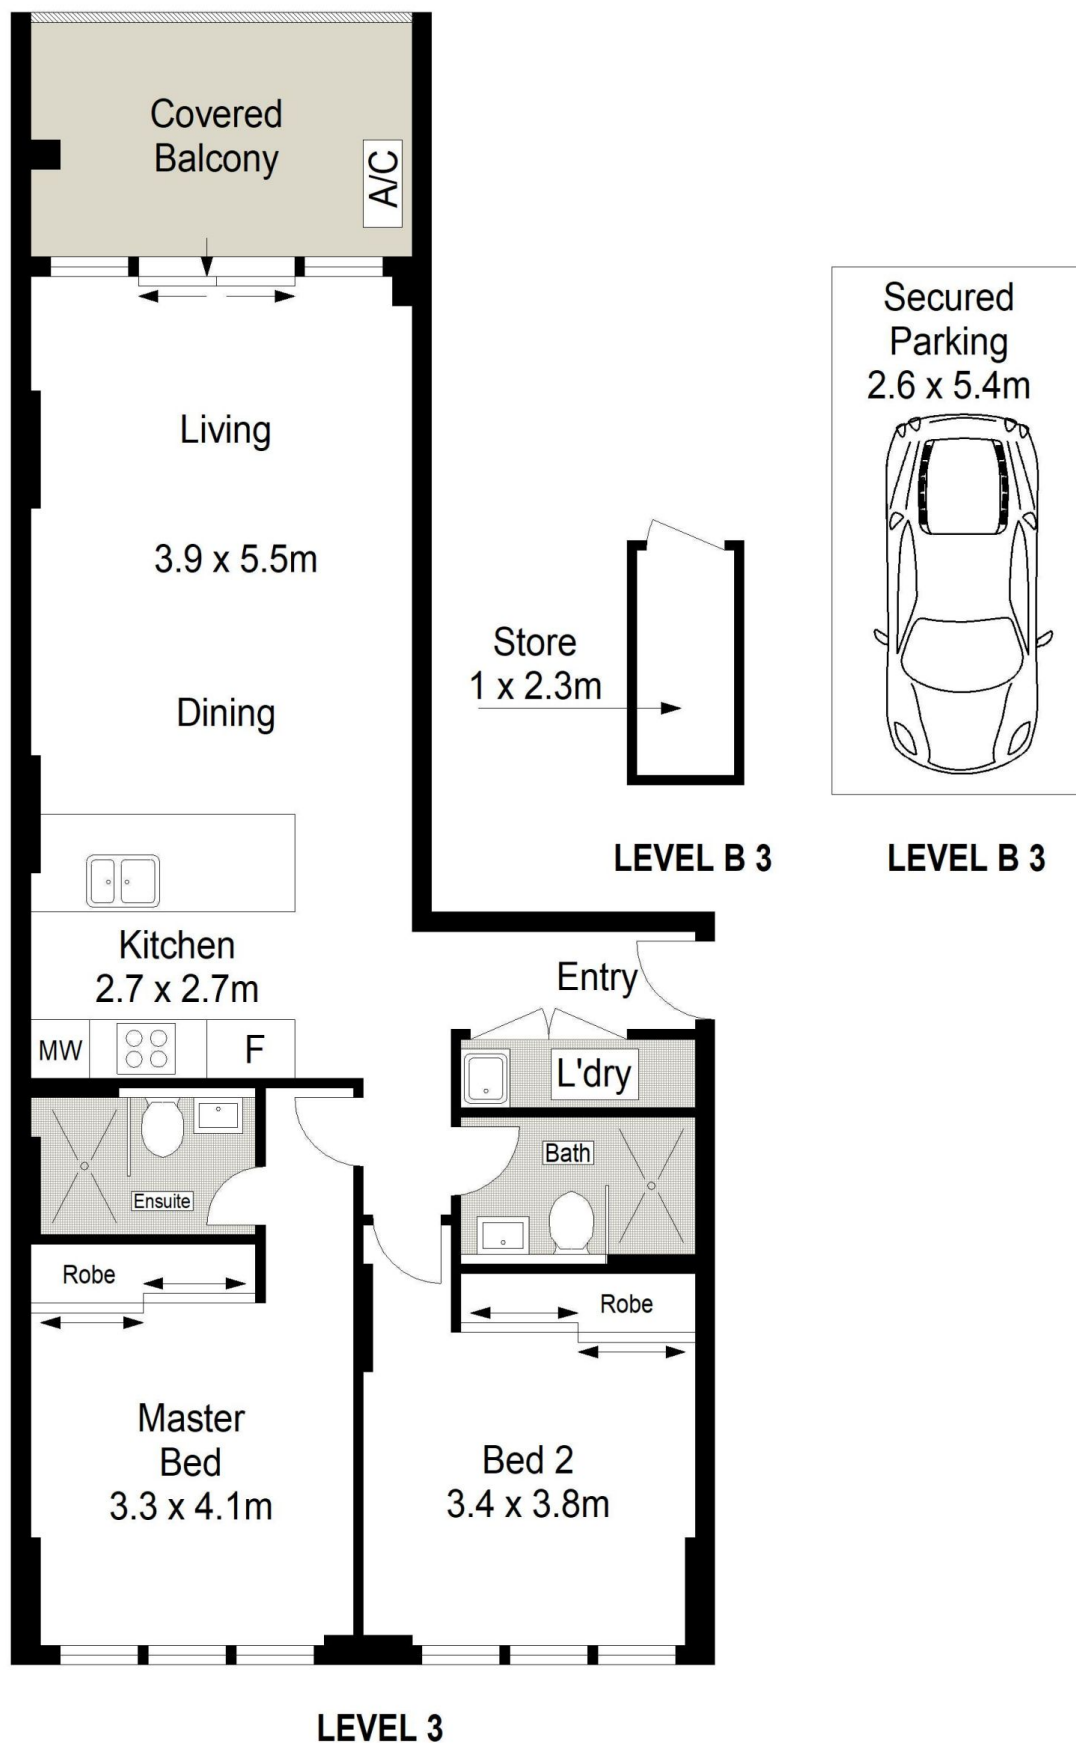 Covered
Balcony
A/C
Living
3.9 x 5.5m
Dining
Kitchen
2.7 x 2.7m
MW
F
Entry
L'dry
Bath
Ensuite
Robe
Robe
Master
Bed
3.3 x 4.1m
Bed 2
3.4 x 3.8m
LEVEL 3
Store
1 x 2.3m
LEVEL B 3
Secured
Parking
2.6 x 5.4m
LEVEL B 3